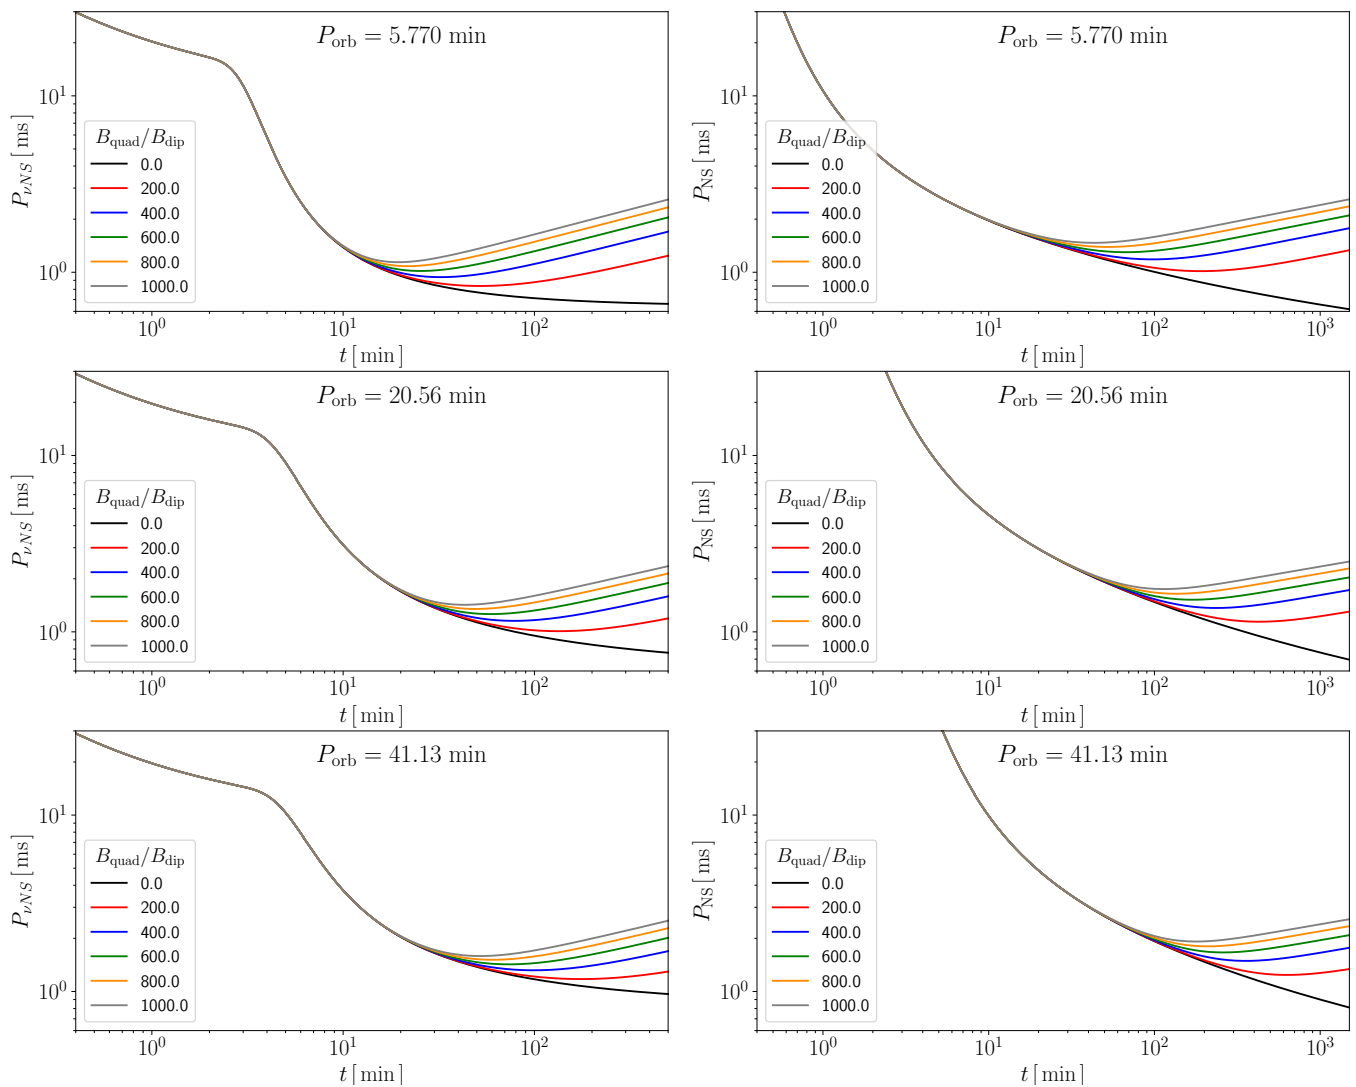 P_orb = 5.770 min
P_νNS [ms]
10^1
10^0
B_quad/B_dip
0.0
200.0
400.0
600.0
800.0
1000.0
10^0 10^1 10^2
t [min]
P_orb = 5.770 min
P_NS [ms]
10^1
10^0
B_quad/B_dip
0.0
200.0
400.0
600.0
800.0
1000.0
10^0 10^1 10^2 10^3
t [min]
P_orb = 20.56 min
P_νNS [ms]
10^1
10^0
B_quad/B_dip
0.0
200.0
400.0
600.0
800.0
1000.0
10^0 10^1 10^2
t [min]
P_orb = 20.56 min
P_NS [ms]
10^1
10^0
B_quad/B_dip
0.0
200.0
400.0
600.0
800.0
1000.0
10^0 10^1 10^2 10^3
t [min]
P_orb = 41.13 min
P_νNS [ms]
10^1
10^0
B_quad/B_dip
0.0
200.0
400.0
600.0
800.0
1000.0
10^0 10^1 10^2
t [min]
P_orb = 41.13 min
P_NS [ms]
10^1
10^0
B_quad/B_dip
0.0
200.0
400.0
600.0
800.0
1000.0
10^0 10^1 10^2 10^3
t [min]